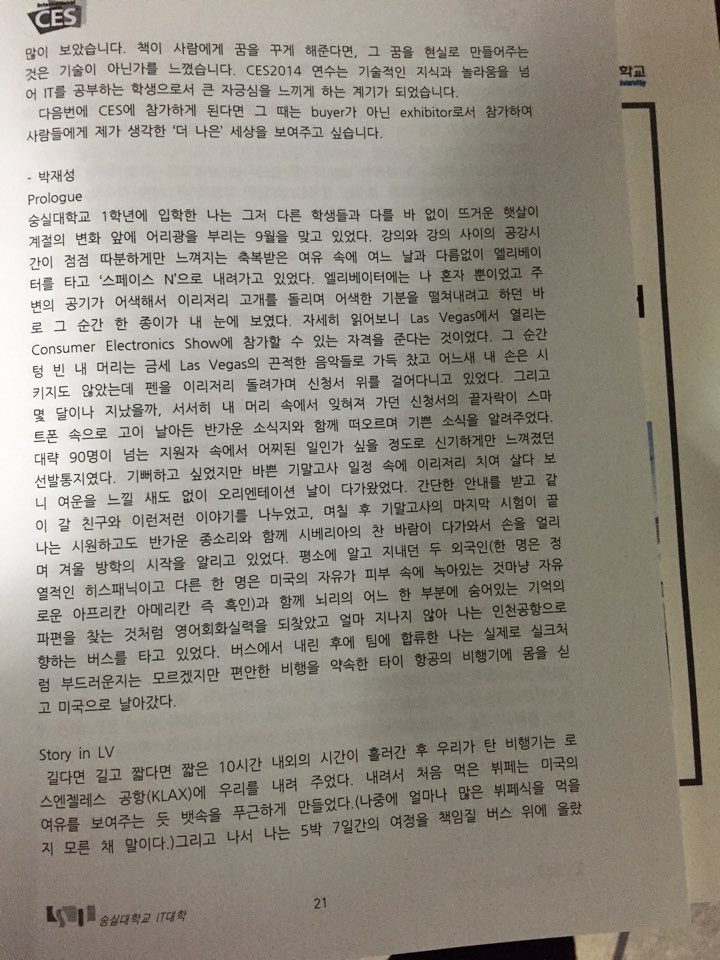 International
CES
많이 보았습니다. 책이 사람에게 꿈을 꾸게 해준다면, 그 꿈을 현실로 만들어주는
것은 기술이 아닌가를 느꼈습니다. CES2014 연수는 기술적인 지식과 놀라움을 넘
어 IT를 공부하는 학생으로서 큰 자긍심을 느끼게 하는 계기가 되었습니다.
다음번에 CES에 참가하게 된다면 그 때는 buyer가 아닌 exhibitor로서 참가하여
사람들에게 제가 생각한 '더 나은' 세상을 보여주고 싶습니다.
- 박재성
Prologue
숭실대학교 1학년에 입학한 나는 그저 다른 학생들과 다를 바 없이 뜨거운 햇살이
계절의 변화 앞에 어리광을 부리는 9월을 맞고 있었다. 강의와 강의 사이의 공강시
간이 점점 따분하게만 느껴지는 축복받은 여유 속에 여느 날과 다름없이 엘리베이
터를 타고 '스페이스 N'으로 내려가고 있었다. 엘리베이터에는 나 혼자 뿐이었고 주
변의 공기가 어색해서 이리저리 고개를 돌리며 어색한 기분을 떨쳐내려고 하던 바
로 그 순간 한 종이가 내 눈에 보였다. 자세히 읽어보니 Las Vegas에서 열리는
Consumer Electronics Show에 참가할 수 있는 자격을 준다는 것이었다. 그 순간
텅 빈 내 머리는 금세 Las Vegas의 끈적한 음악들로 가득 찼고 어느새 내 손은 시
키지도 않았는데 펜을 이리저리 돌려가며 신청서 위를 걸어다니고 있었다. 그리고
몇 달이나 지났을까, 서서히 내 머리 속에서 잊혀져 가던 신청서의 끝자락이 스마
트폰 속으로 고이 날아든 반가운 소식지와 함께 떠오르며 기쁜 소식을 알려주었다.
대략 90명이 넘는 지원자 속에서 어찌된 일인가 싶을 정도로 신기하게만 느껴졌던
선발통지였다. 기뻐하고 싶었지만 바쁜 기말고사 일정 속에 이리저리 치여 살다 보
니 여운을 느낄 새도 없이 오리엔테이션 날이 다가왔었다. 간단한 안내를 받고 같
이 갈 친구와 이런저런 이야기를 나누었고, 며칠 후 기말고사의 마지막 시험이 끝
나는 시원하고도 반가운 종소리와 함께 시베리아의 찬 바람이 다가와서 손을 얼리
며 겨울 방학의 시작을 알리고 있었다. 평소에 알고 지내던 두 외국인(한 명은 정
열적인 히스패닉이고 다른 한 명은 미국의 자유가 피부 속에 녹아있는 것마냥 자유
로운 아프리칸 아메리칸 즉 흑인)과 함께 뇌리의 어느 한 부분에 숨어있는 기억의
파편을 찾는 것처럼 영어회화실력을 되찾았고 얼마 지나지 않아 나는 인천공항으로
향하는 버스를 타고 있었다. 버스에서 내린 후에 팀에 합류한 나는 실제로 실크처
럼 부드러운지는 모르겠지만 편안한 비행을 약속한 타이 항공의 비행기에 몸을 싣
고 미국으로 날아갔다.
Story in LV
길다면 길고 짧다면 짧은 10시간 내외의 시간이 흘러간 후 우리가 탄 비행기는 로
스엔젤레스 공항(KLAX)에 우리를 내려 주었다. 내려서 처음 먹은 뷔페는 미국의
여유를 보여주는 듯 뱃속을 푸근하게 만들었다.(나중에 얼마나 많은 뷔페식을 먹을
지 모른 채 말이다.)그리고 나서 나는 5박 7일간의 여정을 책임질 버스 위에 올랐
21
숭실대학교 IT대학
학교